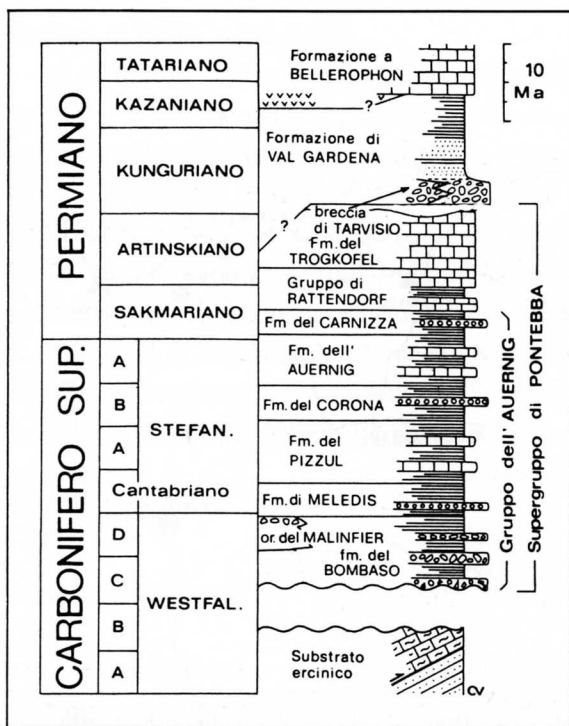 PERMIANO
TATARIANO
KAZANIANO
KUNGURIANO
ARTINSKIANO
SAKMARIANO
CARBONIFERO SUP.
A
B
A
STEFAN.
Cantabriano
D
C
B
A
WESTFAL.
Formazione a
BELLEROPHON
?
Formazione di
VAL GARDENA
?
breccia
di TARVISIO
Fm. del
TROGKOFEL
Gruppo di
RATTENDORF
Fm. del CARNIZZA
Fm. dell'
AUERNIG
Fm. del CORONA
Fm. del
PIZZUL
Fm. di MELEDIS
or. del MALINFIER
fm. del
BOMBASO
Substrato
ercinico
10
Ma
Gruppo dell' AUERNIG
Supergruppo di PONTEBBA
CV